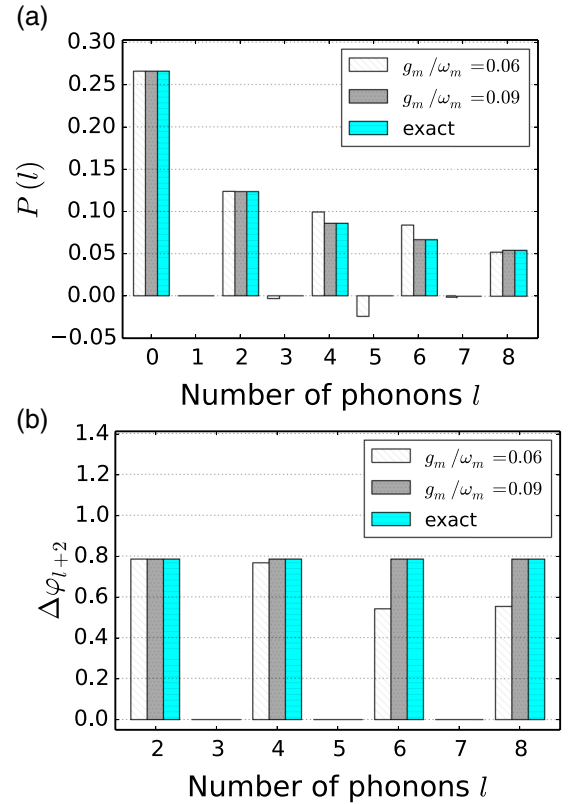 (a)
0.30
0.25
0.20
0.15
0.10
0.05
0.00
−0.05
P(l)
g_m/ω_m=0.06
g_m/ω_m=0.09
exact
0 1 2 3 4 5 6 7 8
Number of phonons l
(b)
1.4
1.2
1.0
0.8
0.6
0.4
0.2
0.0
Δφ_{l+2}
g_m/ω_m=0.06
g_m/ω_m=0.09
exact
2 3 4 5 6 7 8
Number of phonons l